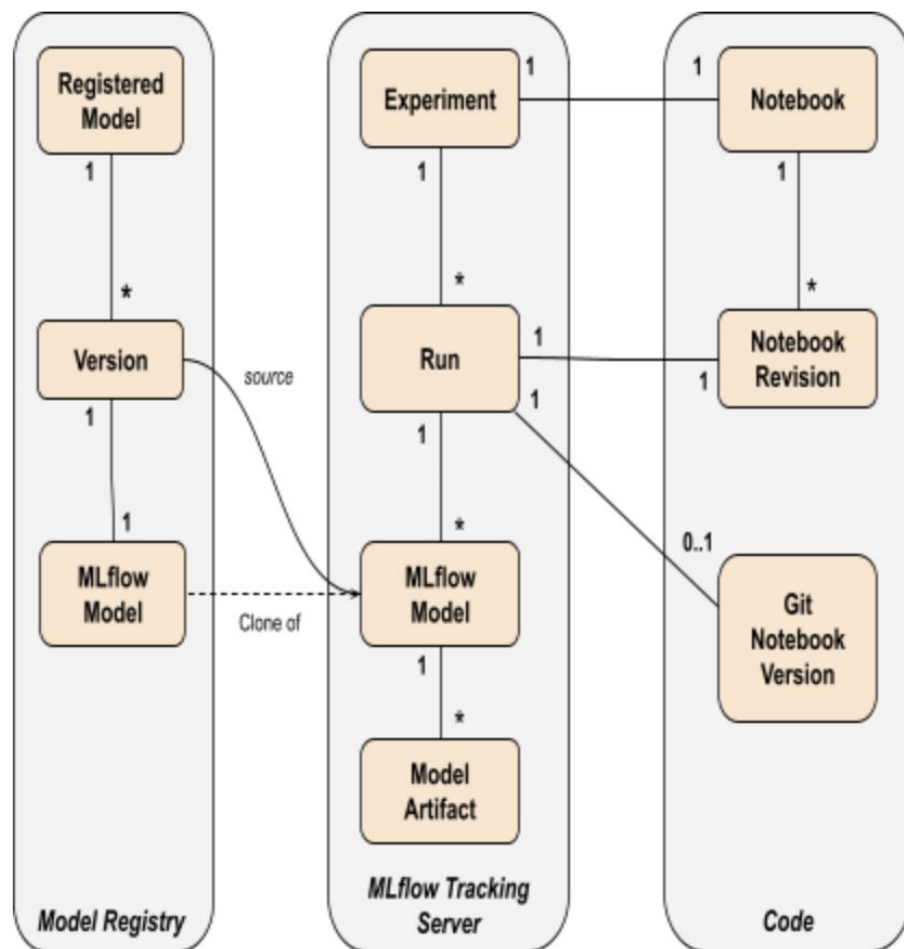 Registered
Model
1
*
Version
1
1
MLflow
Model
Model Registry
source
Clone of
Experiment
1
1
*
Run
1
1
1
*
MLflow
Model
1
*
Model
Artifact
MLflow Tracking
Server
1
Notebook
1
*
1
Notebook
Revision
0..1
Git
Notebook
Version
Code